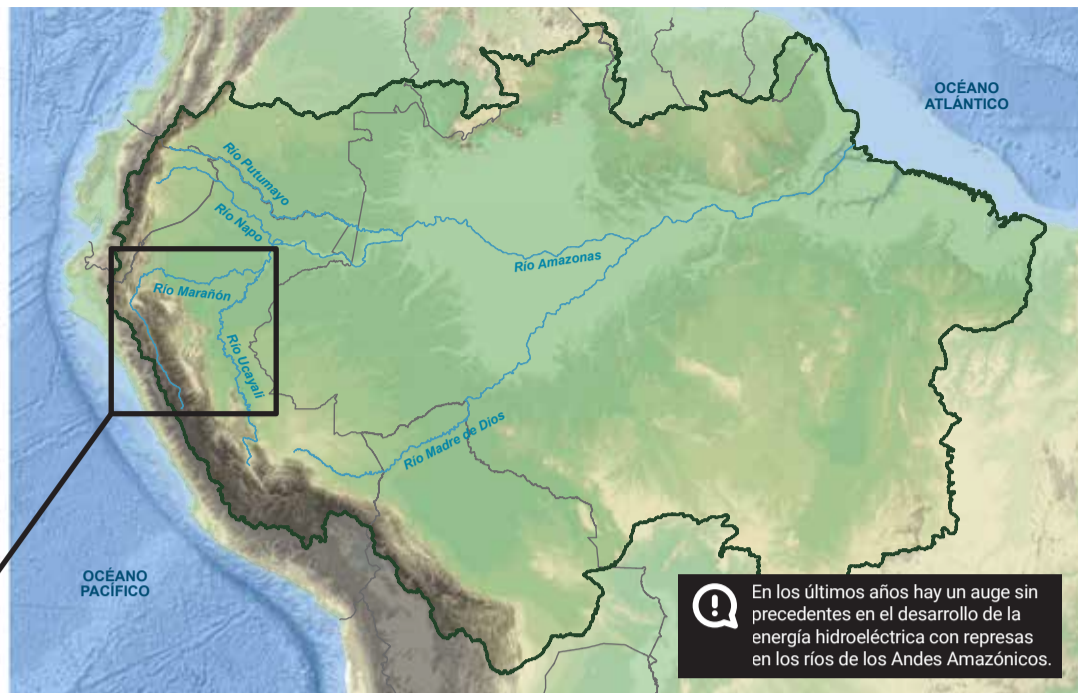 OCÉANO
ATLÁNTICO
Río Putumayo
Río Napo
Río Amazonas
Río Marañón
Río Ucayali
Río Madre de Dios
OCÉANO
PACÍFICO
En los últimos años hay un auge sin
precedentes en el desarrollo de la
energía hidroeléctrica con represas
en los ríos de los Andes Amazónicos.